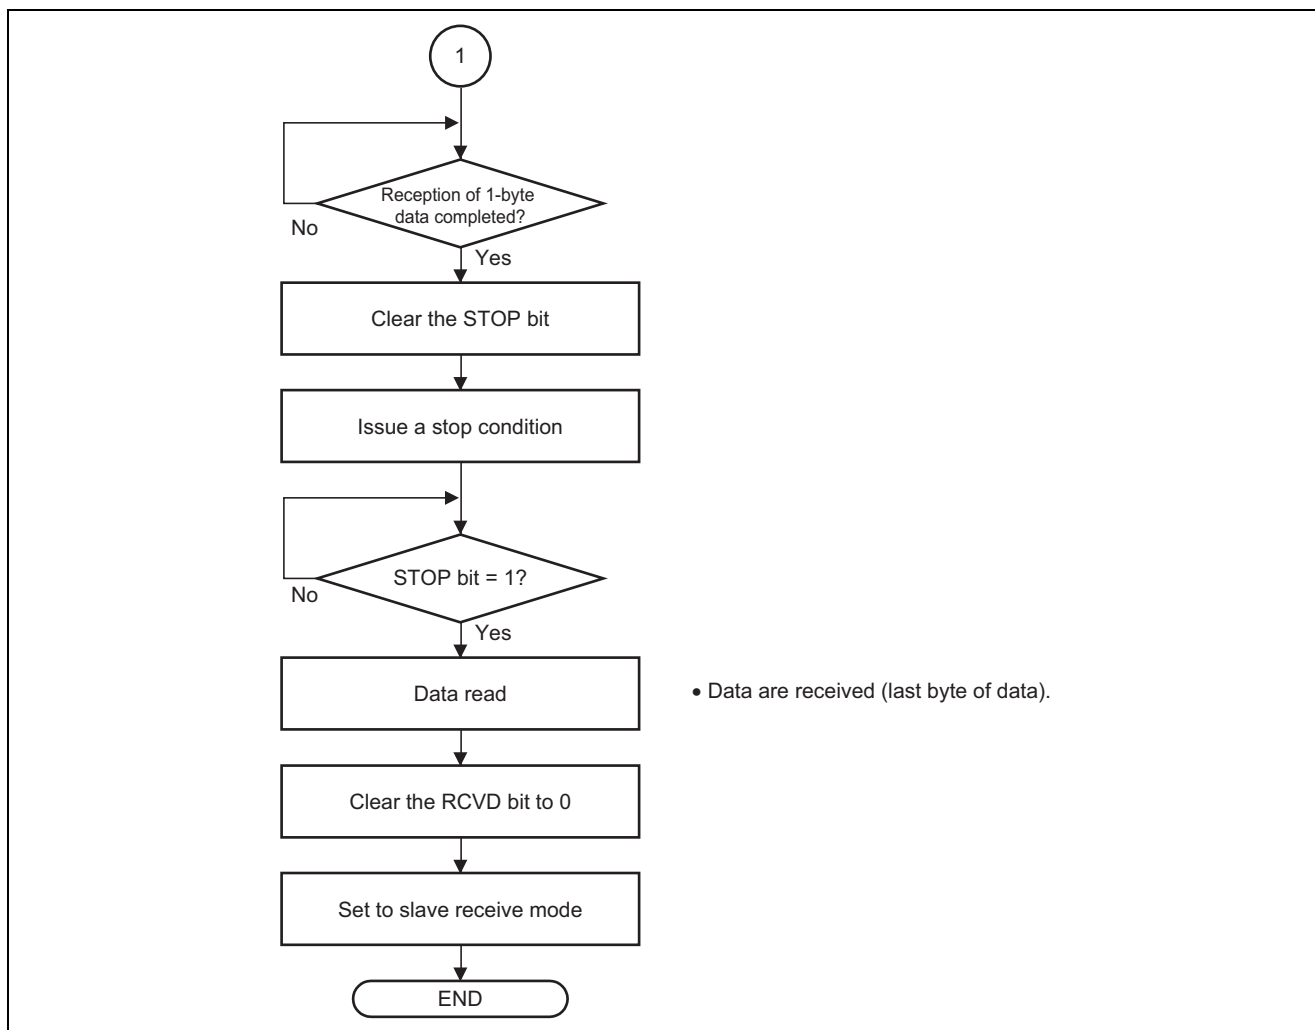 1
Reception of 1-byte
data completed?
No
Yes
Clear the STOP bit
Issue a stop condition
STOP bit = 1?
No
Yes
Data read
• Data are received (last byte of data).
Clear the RCVD bit to 0
Set to slave receive mode
END